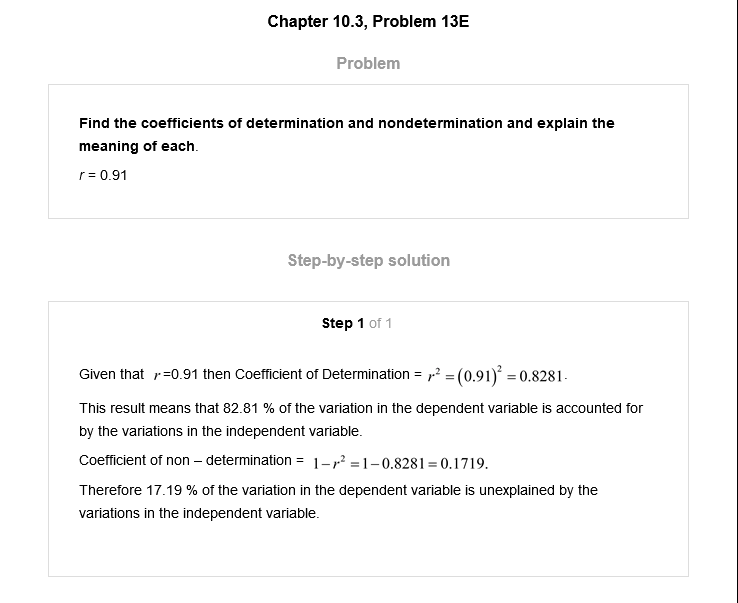 Chapter 10.3, Problem 13E
Problem
Find the coefficients of determination and nondetermination and explain the
meaning of each.
r = 0.91
Step-by-step solution
Step 1 of 1
Given that r=0.91 then Coefficient of Determination = r² = (0.91)² = 0.8281.
This result means that 82.81 % of the variation in the dependent variable is accounted for
by the variations in the independent variable.
Coefficient of non – determination = 1–r² = 1–0.8281 = 0.1719.
Therefore 17.19 % of the variation in the dependent variable is unexplained by the
variations in the independent variable.